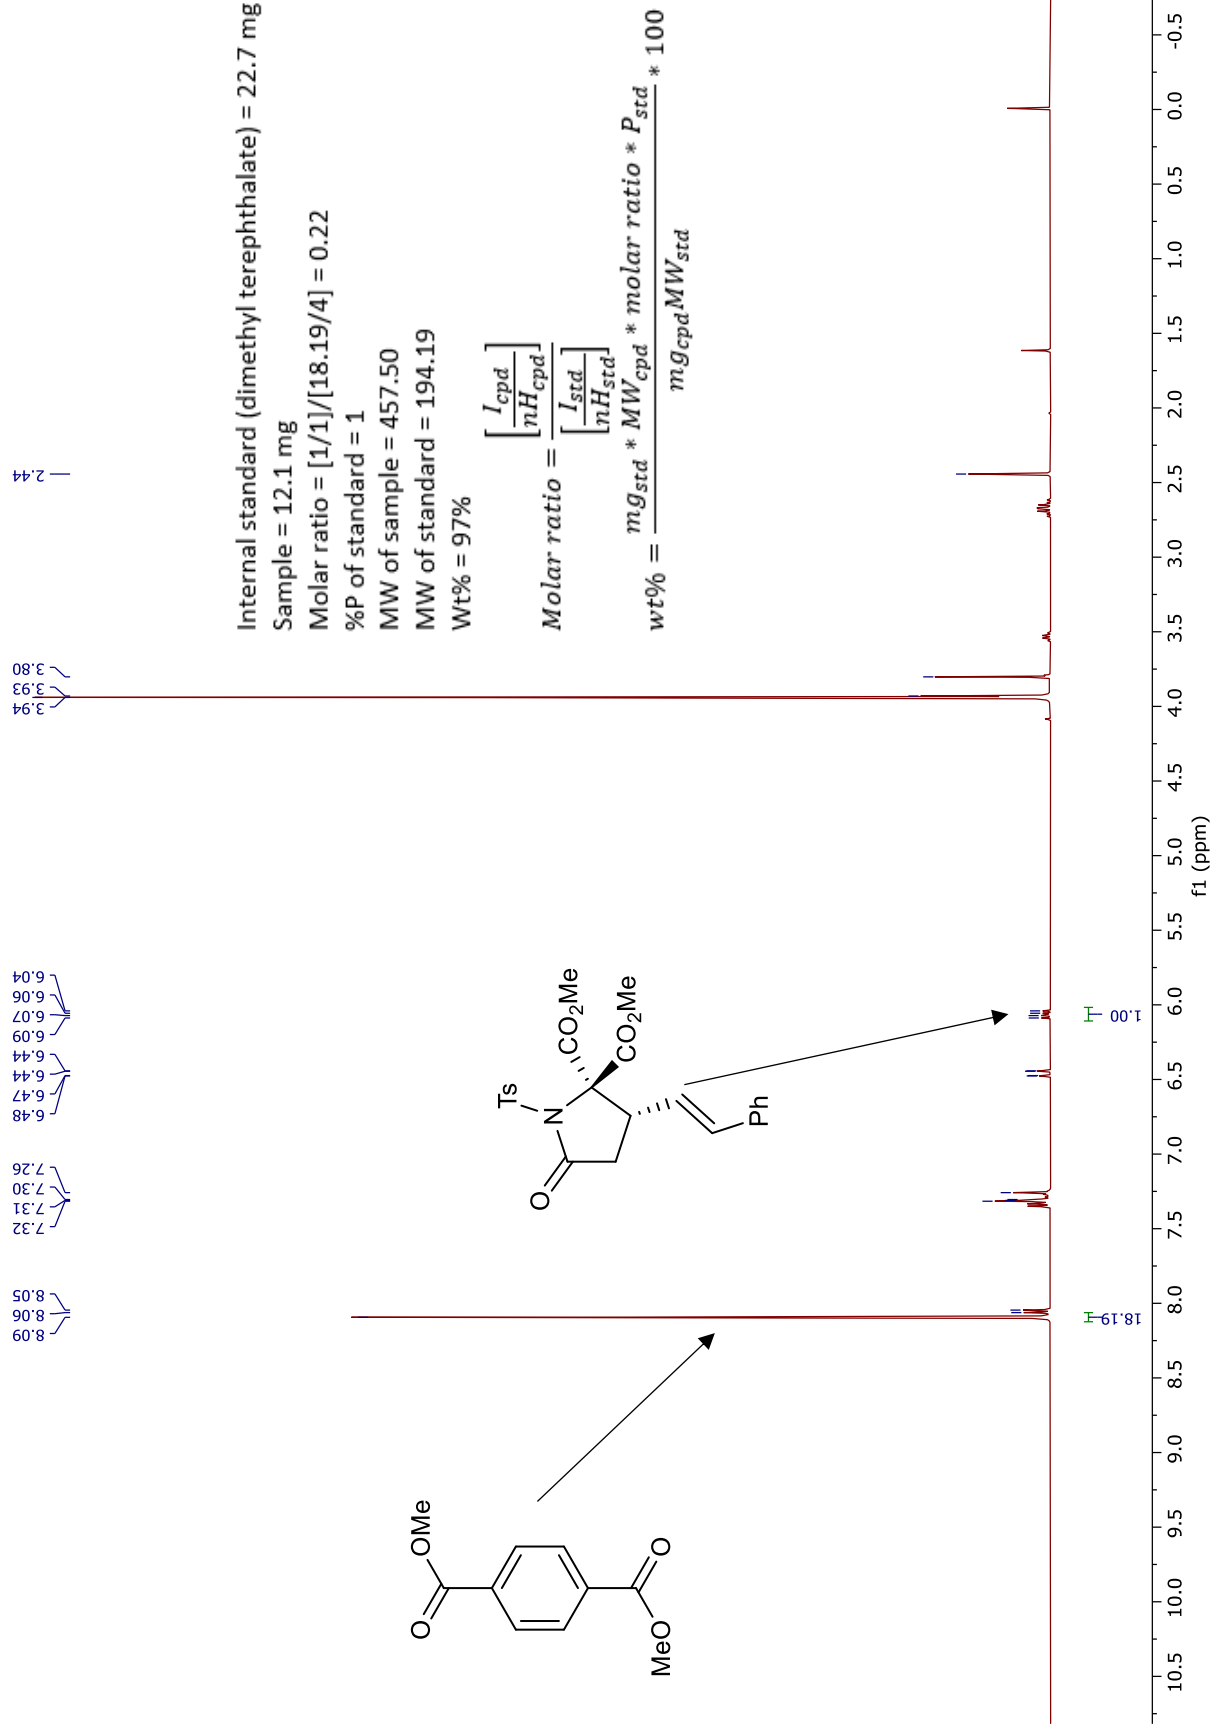 Internal standard (dimethyl terephthalate) = 22.7 mg
Sample = 12.1 mg
Molar ratio = [1/1]/[18.19/4] = 0.22
%P of standard = 1
MW of sample = 457.50
MW of standard = 194.19
Wt% = 97%
Molar ratio = [I_cpd / nH_cpd] / [I_std / nH_std]
wt% = mg_std * MW_cpd * molar ratio * P_std / mg_cpd MW_std * 100
8.09
8.06
8.05
7.32
7.31
7.30
7.26
6.48
6.47
6.44
6.44
6.09
6.07
6.06
6.04
3.94
3.93
3.80
2.44
O
OMe
MeO
O
O
N
Ts
CO2Me
CO2Me
Ph
18.19
1.00
10.5 10.0 9.5 9.0 8.5 8.0 7.5 7.0 6.5 6.0 5.5 5.0 4.5 4.0 3.5 3.0 2.5 2.0 1.5 1.0 0.5 0.0 -0.5
f1 (ppm)